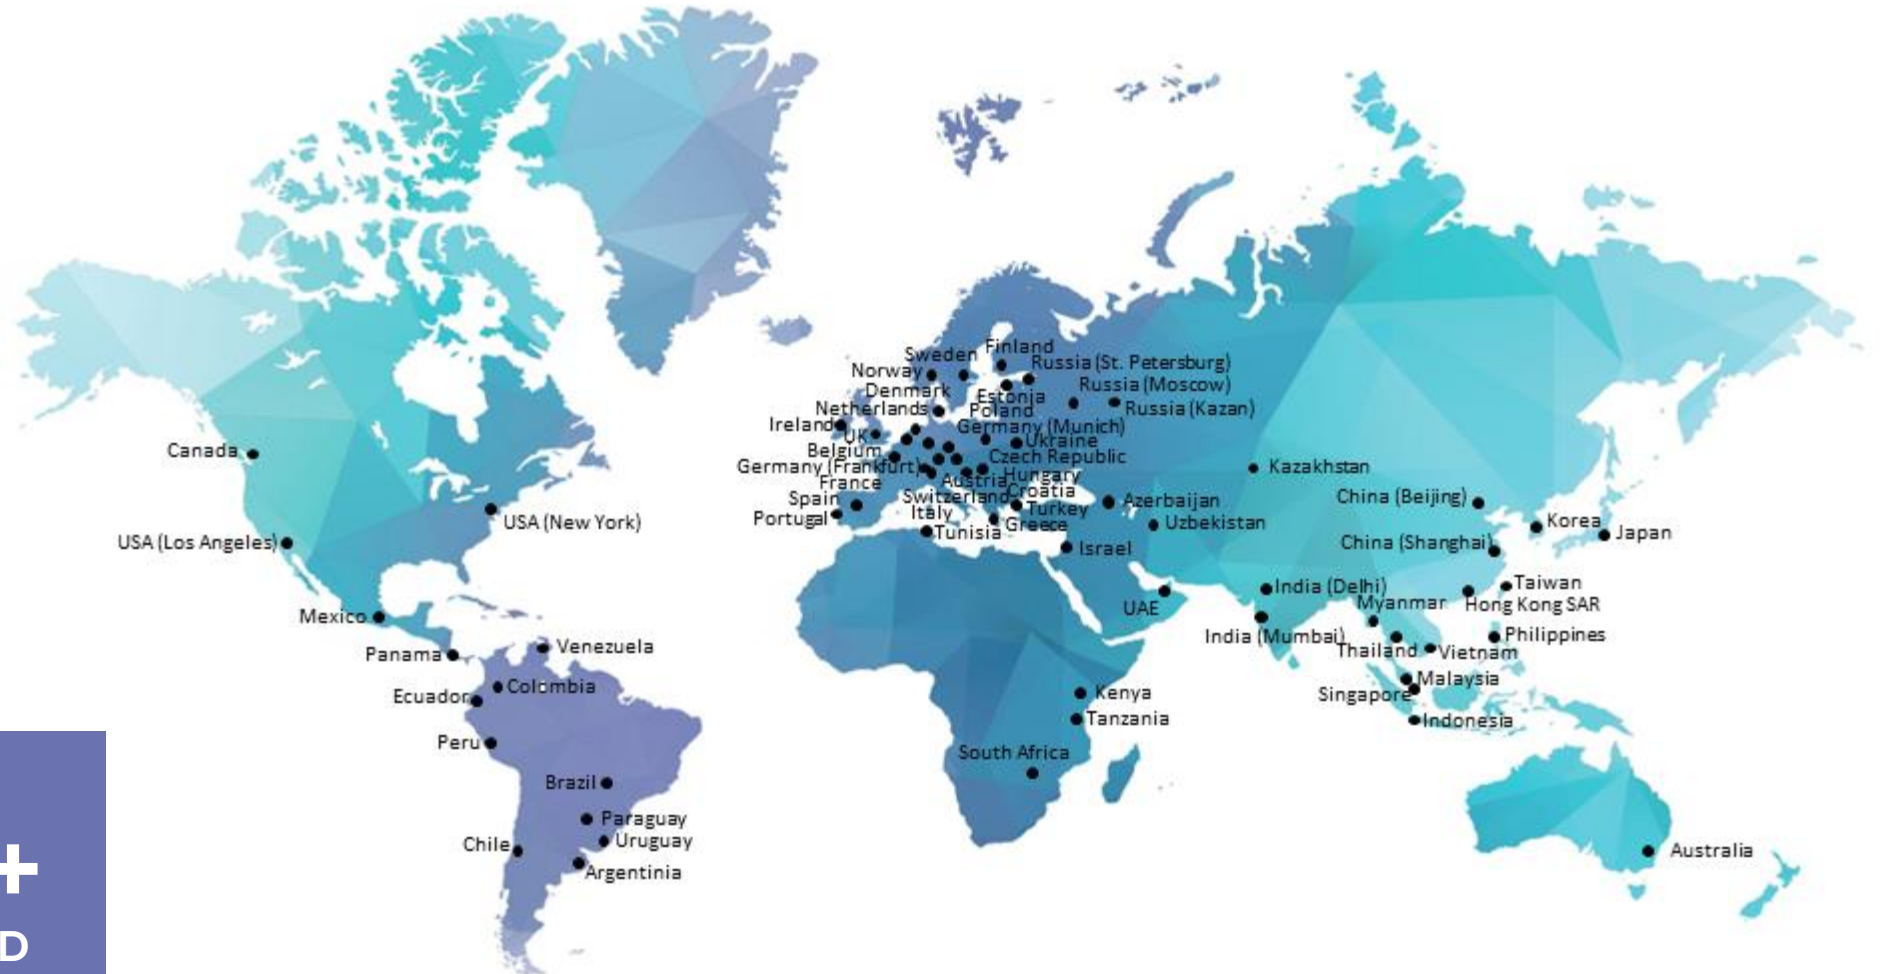 Finland
Sweden
Russia (St. Petersburg)
Norway
Russia (Moscow)
Denmark
Estonia
Netherlands
Poland
Russia (Kazan)
Ireland
Germany (Munich)
UK
Ukraine
Belgium
Czech Republic
Germany (Frankfurt)
Hungary
France
Austria
Croatia
Spain
Switzerland
Turkey
Portugal
Italy
Greece
Tunisia
Canada
USA (New York)
USA (Los Angeles)
Mexico
Panama
Venezuela
Ecuador
Colombia
Peru
Brazil
Paraguay
Chile
Uruguay
Argentinia
Kazakhstan
Azerbaijan
Uzbekistan
Israel
UAE
China (Beijing)
Korea
Japan
China (Shanghai)
India (Delhi)
Taiwan
Myanmar
Hong Kong SAR
India (Mumbai)
Philippines
Thailand
Vietnam
Malaysia
Singapore
Indonesia
Kenya
Tanzania
South Africa
Australia
+
D